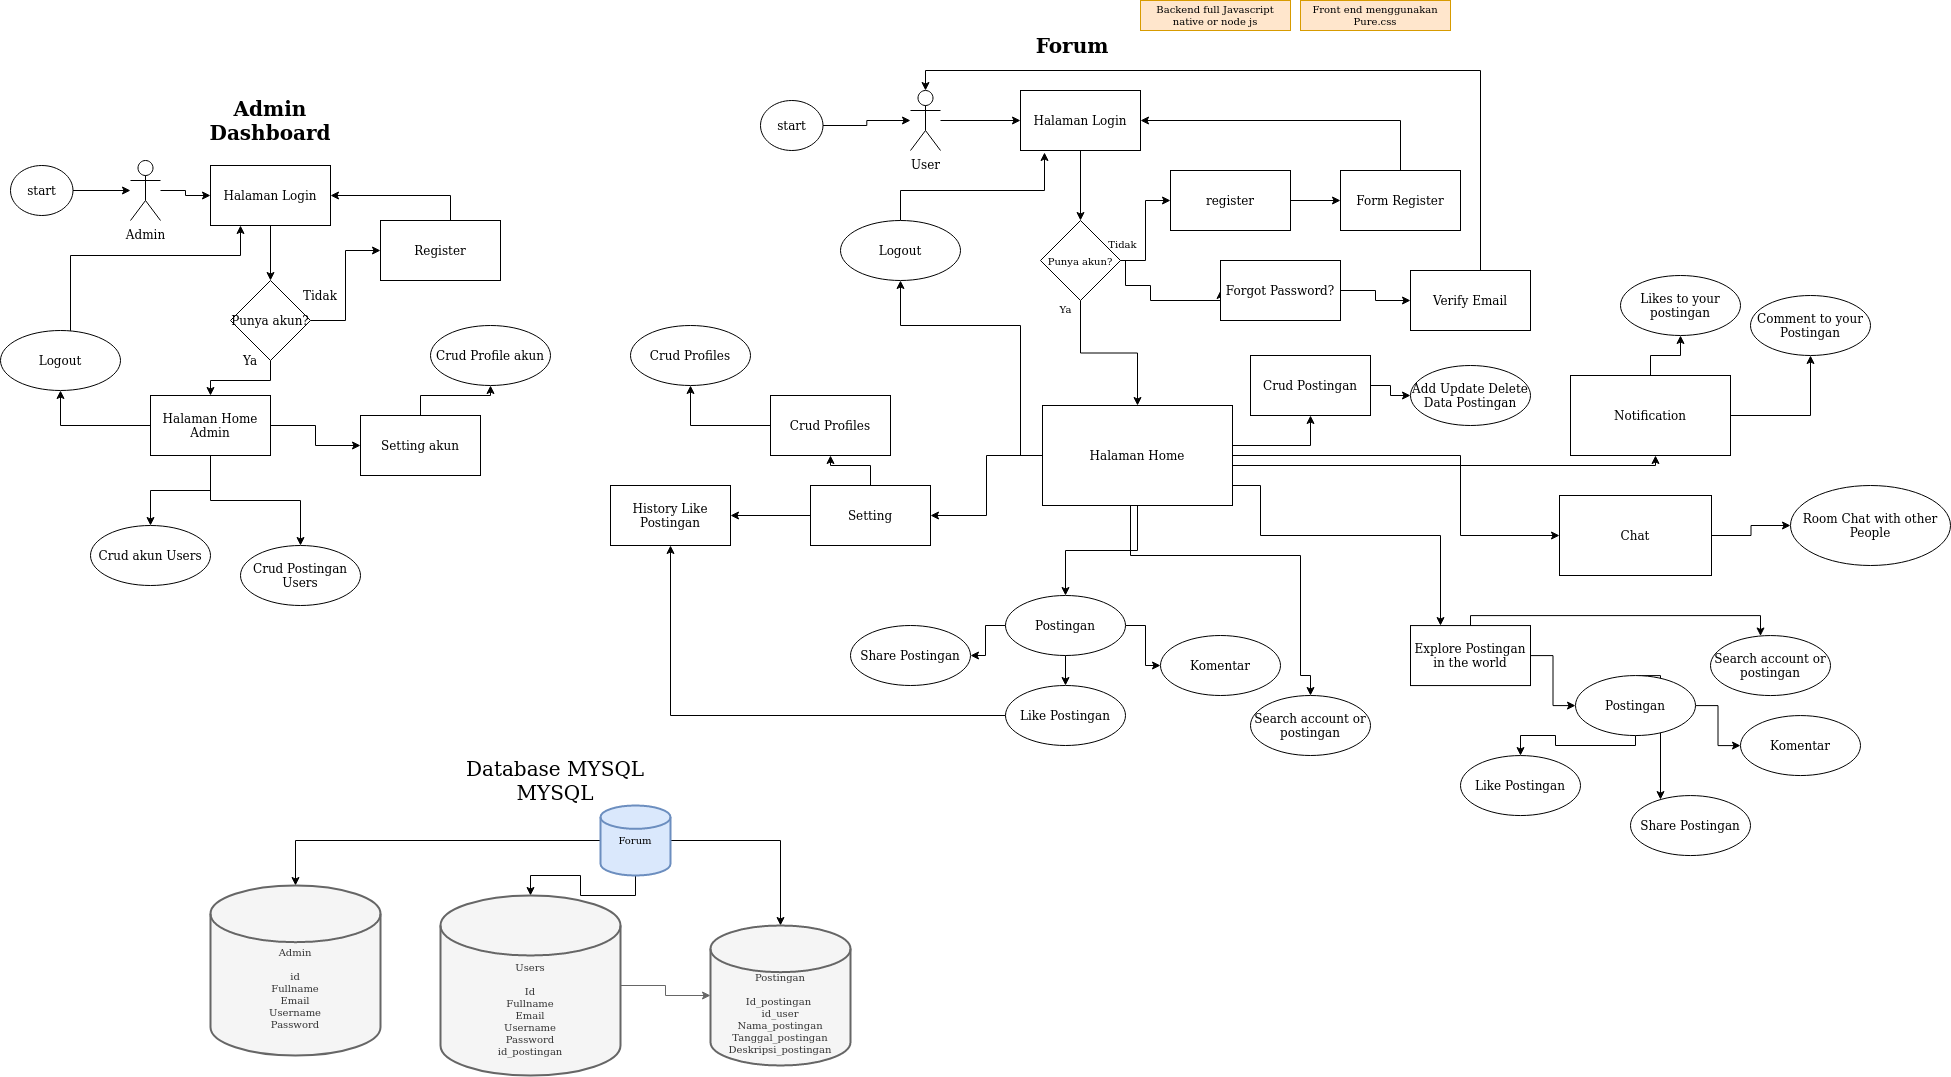 Backend full Javascript
native or node js
Front end menggunakan
Pure.css
Forum
Admin
Dashboard
start
Admin
Halaman Login
Register
Tidak
Punya akun?
Ya
Logout
Halaman Home
Admin
Setting akun
Crud Profile akun
Crud akun Users
Crud Postingan
Users
start
User
Halaman Login
register
Form Register
Tidak
Punya akun?
Ya
Forgot Password?
Verify Email
Logout
Crud Profiles
Crud Profiles
History Like
Postingan
Setting
Halaman Home
Crud Postingan
Add Update Delete
Data Postingan
Likes to your
postingan
Comment to your
Postingan
Notification
Chat
Room Chat with other
People
Postingan
Share Postingan
Komentar
Like Postingan
Search account or
postingan
Explore Postingan
in the world
Search account or
postingan
Postingan
Komentar
Like Postingan
Share Postingan
Database MYSQL
MYSQL
Forum
Admin
id
Fullname
Email
Username
Password
Users
Id
Fullname
Email
Username
Password
id_postingan
Postingan
Id_postingan
id_user
Nama_postingan
Tanggal_postingan
Deskripsi_postingan